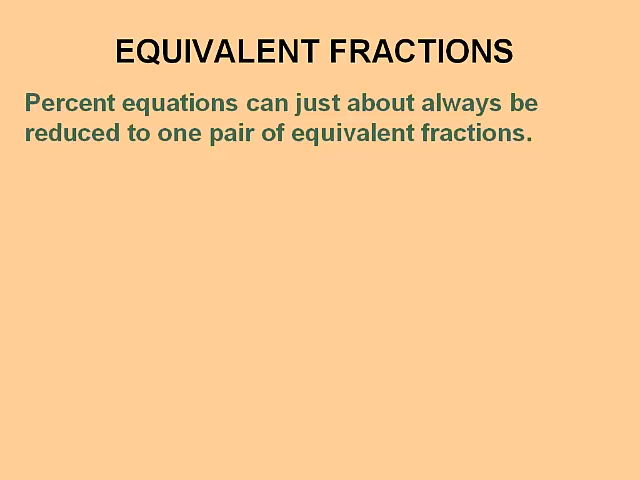 EQUIVALENT FRACTIONS
Percent equations can just about always be
reduced to one pair of equivalent fractions.